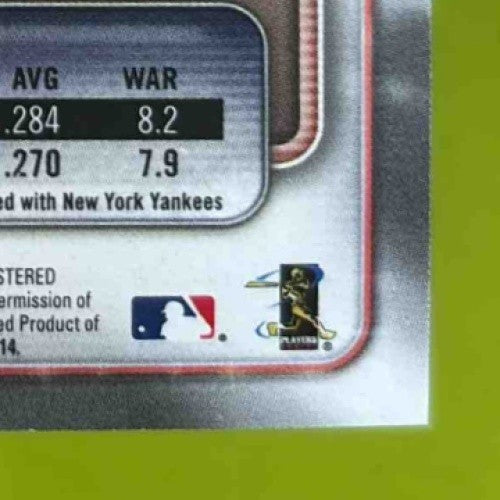 AVG WAR
.284 8.2
.270 7.9
ed with New York Yankees
STERED
ermission of
ed Product of
14.
PLAYERS